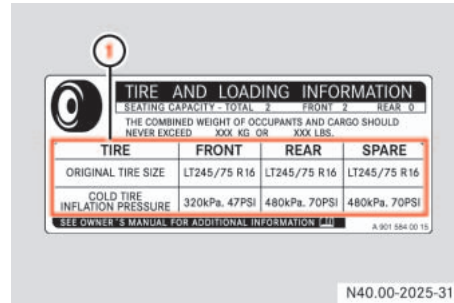 1
TIRE AND LOADING INFORMATION
SEATING CAPACITY - TOTAL 2 FRONT 2 REAR 0
THE COMBINED WEIGHT OF OCCUPANTS AND CARGO SHOULD
NEVER EXCEED XXX KG OR XXX LBS.
TIRE FRONT REAR SPARE
ORIGINAL TIRE SIZE LT245/75 R16 LT245/75 R16 LT245/75 R16
COLD TIRE
INFLATION PRESSURE 320kPa. 47PSI 480kPa. 70PSI 480kPa. 70PSI
SEE OWNER'S MANUAL FOR ADDITIONAL INFORMATION
A 901 584 00 15
N40.00-2025-31